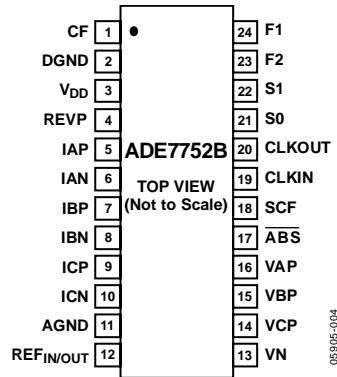 CF 1 24 F1
DGND 2 23 F2
VDD 3 22 S1
REVP 4 21 S0
IAP 5 ADE7752B 20 CLKOUT
IAN 6 TOP VIEW 19 CLKIN
IBP 7 (Not to Scale) 18 SCF
IBN 8 17 A̅B̅S̅
ICP 9 16 VAP
ICN 10 15 VBP
AGND 11 14 VCP
REFIN/OUT 12 13 VN
05905-004